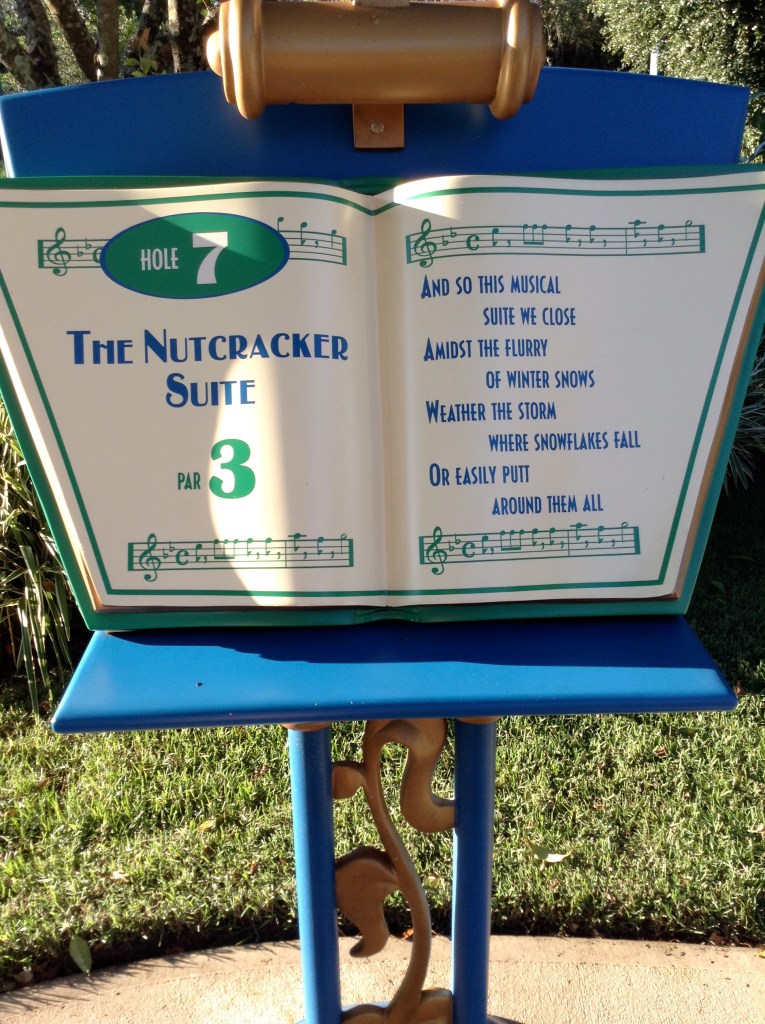 HOLE 7
THE NUTCRACKER
SUITE
PAR 3
AND SO THIS MUSICAL
SUITE WE CLOSE
AMIDST THE FLURRY
OF WINTER SNOWS
WEATHER THE STORM
WHERE SNOWFLAKES FALL
OR EASILY PUTT
AROUND THEM ALL